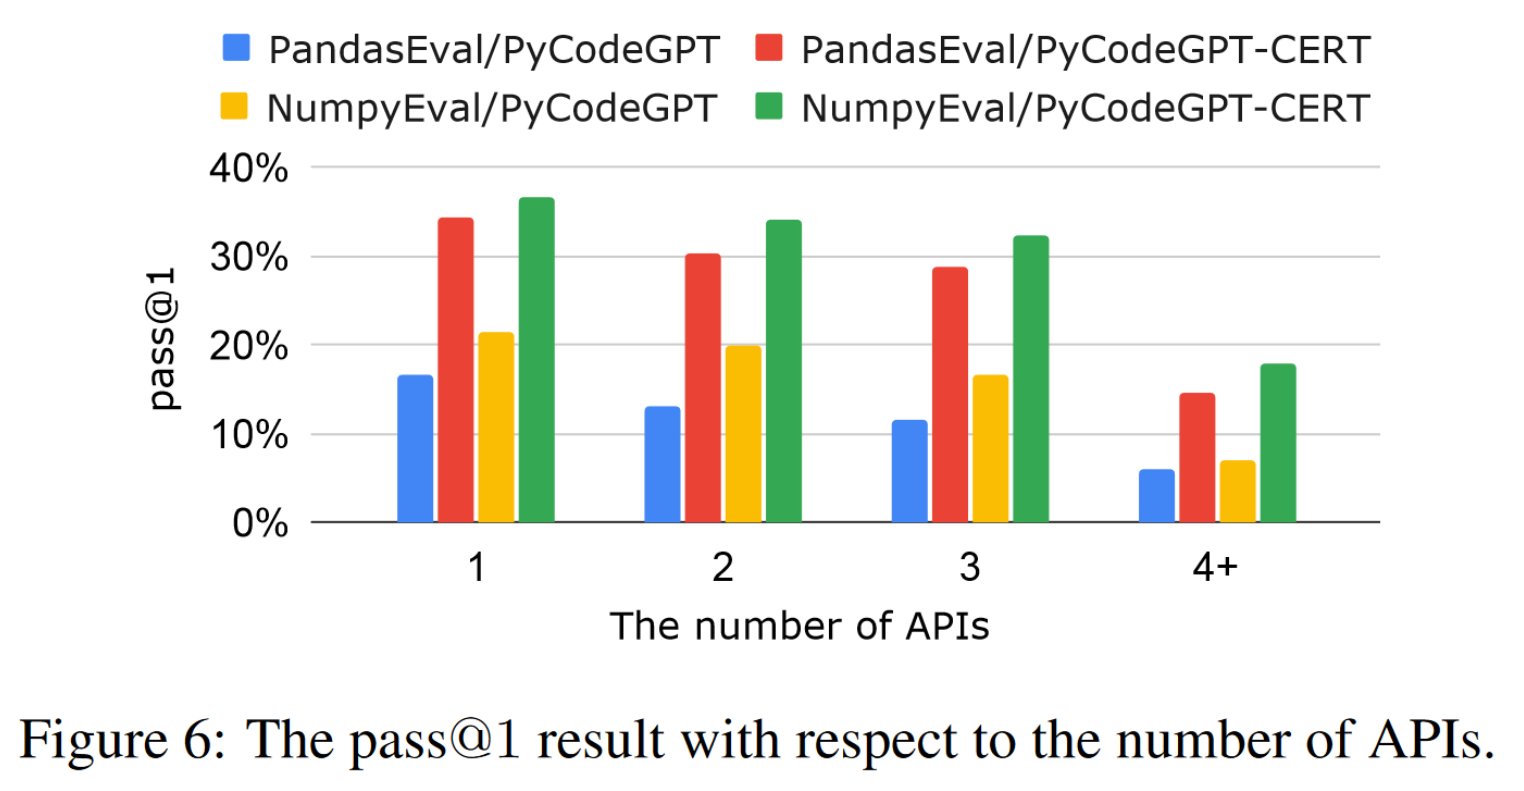 PandasEval/PyCodeGPT PandasEval/PyCodeGPT-CERT
NumpyEval/PyCodeGPT NumpyEval/PyCodeGPT-CERT
40%
30%
20%
10%
0%
pass@1
1 2 3 4+
The number of APIs
Figure 6: The pass@1 result with respect to the number of APIs.